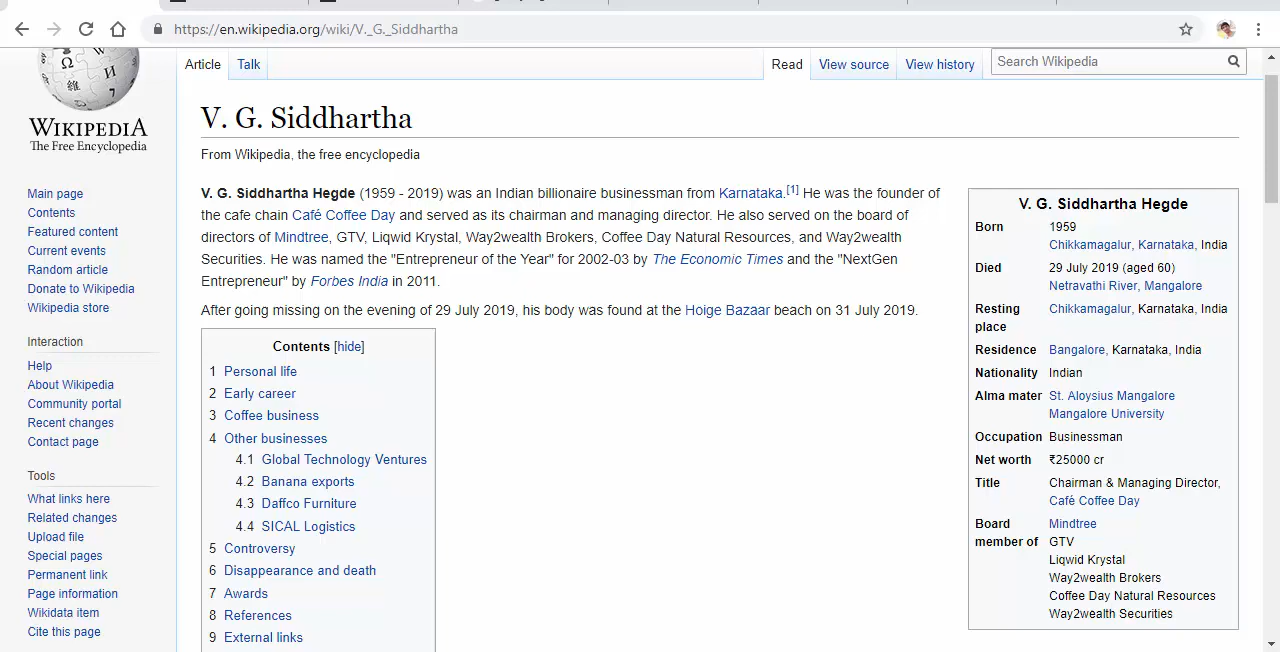 https://en.wikipedia.org/wiki/V._G._Siddhartha
Article Talk Read View source View history Search Wikipedia
WIKIPEDIA
The Free Encyclopedia
Main page
Contents
Featured content
Current events
Random article
Donate to Wikipedia
Wikipedia store
Interaction
Help
About Wikipedia
Community portal
Recent changes
Contact page
Tools
What links here
Related changes
Upload file
Special pages
Permanent link
Page information
Wikidata item
Cite this page
V. G. Siddhartha
From Wikipedia, the free encyclopedia
V. G. Siddhartha Hegde (1959 - 2019) was an Indian billionaire businessman from Karnataka.[1] He was the founder of
the cafe chain Café Coffee Day and served as its chairman and managing director. He also served on the board of
directors of Mindtree, GTV, Liqwid Krystal, Way2wealth Brokers, Coffee Day Natural Resources, and Way2wealth
Securities. He was named the "Entrepreneur of the Year" for 2002-03 by The Economic Times and the "NextGen
Entrepreneur" by Forbes India in 2011.
After going missing on the evening of 29 July 2019, his body was found at the Hoige Bazaar beach on 31 July 2019.
Contents [hide]
1 Personal life
2 Early career
3 Coffee business
4 Other businesses
4.1 Global Technology Ventures
4.2 Banana exports
4.3 Daffco Furniture
4.4 SICAL Logistics
5 Controversy
6 Disappearance and death
7 Awards
8 References
9 External links
V. G. Siddhartha Hegde
Born 1959
Chikkamagalur, Karnataka, India
Died 29 July 2019 (aged 60)
Netravathi River, Mangalore
Resting Chikkamagalur, Karnataka, India
place
Residence Bangalore, Karnataka, India
Nationality Indian
Alma mater St. Aloysius Mangalore
Mangalore University
Occupation Businessman
Net worth ₹25000 cr
Title Chairman & Managing Director,
Café Coffee Day
Board Mindtree
member of GTV
Liqwid Krystal
Way2wealth Brokers
Coffee Day Natural Resources
Way2wealth Securities